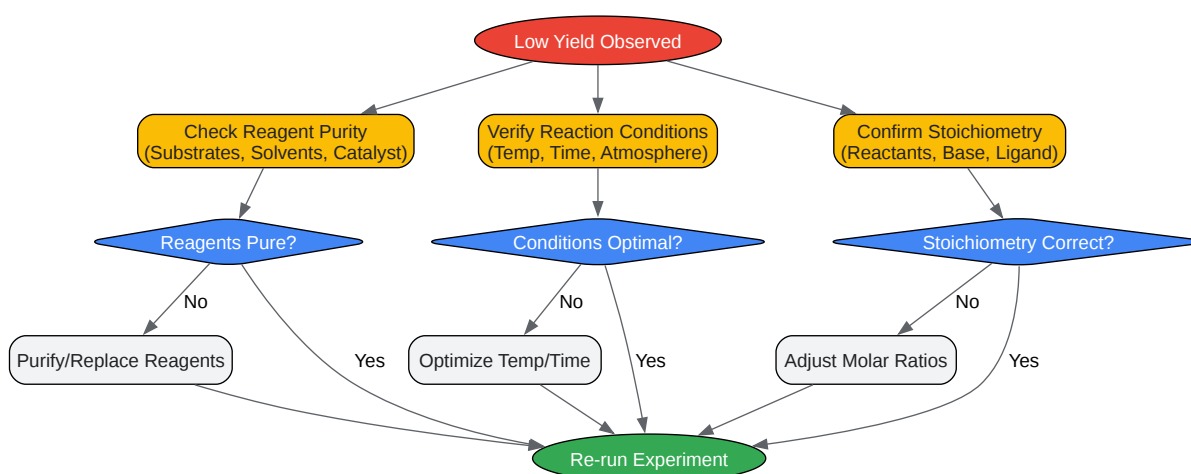 Low Yield Observed
Check Reagent Purity
(Substrates, Solvents, Catalyst)
Verify Reaction Conditions
(Temp, Time, Atmosphere)
Confirm Stoichiometry
(Reactants, Base, Ligand)
Reagents Pure?
Conditions Optimal?
Stoichiometry Correct?
No
No
No
Purify/Replace Reagents
Yes
Optimize Temp/Time
Yes
Adjust Molar Ratios
Yes
Re-run Experiment